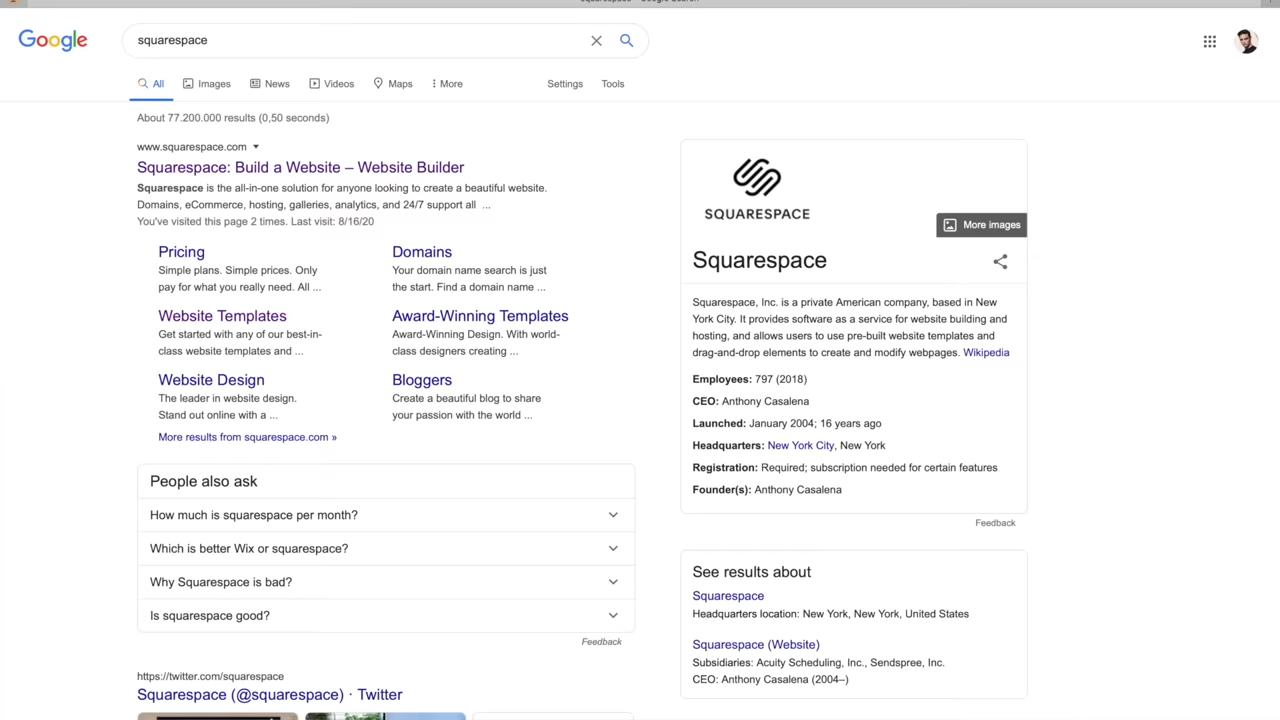 Google
squarespace
All
Images
News
Videos
Maps
More
Settings
Tools
About 77.200.000 results (0,50 seconds)
www.squarespace.com
Squarespace: Build a Website – Website Builder
Squarespace is the all-in-one solution for anyone looking to create a beautiful website.
Domains, eCommerce, hosting, galleries, analytics, and 24/7 support all ...
You've visited this page 2 times. Last visit: 8/16/20
Pricing
Simple plans. Simple prices. Only
pay for what you really need. All ...
Domains
Your domain name search is just
the start. Find a domain name ...
Website Templates
Get started with any of our best-in-
class website templates and ...
Award-Winning Templates
Award-Winning Design. With world-
class designers creating ...
Website Design
The leader in website design.
Stand out online with a ...
Bloggers
Create a beautiful blog to share
your passion with the world ...
More results from squarespace.com »
People also ask
How much is squarespace per month?
Which is better Wix or squarespace?
Why Squarespace is bad?
Is squarespace good?
Feedback
https://twitter.com/squarespace
Squarespace (@squarespace) · Twitter
SQUARESPACE
More images
Squarespace
Squarespace, Inc. is a private American company, based in New
York City. It provides software as a service for website building and
hosting, and allows users to use pre-built website templates and
drag-and-drop elements to create and modify webpages. Wikipedia
Employees: 797 (2018)
CEO: Anthony Casalena
Launched: January 2004; 16 years ago
Headquarters: New York City, New York
Registration: Required; subscription needed for certain features
Founder(s): Anthony Casalena
Feedback
See results about
Squarespace
Headquarters location: New York, New York, United States
Squarespace (Website)
Subsidiaries: Acuity Scheduling, Inc., Sendspree, Inc.
CEO: Anthony Casalena (2004–)